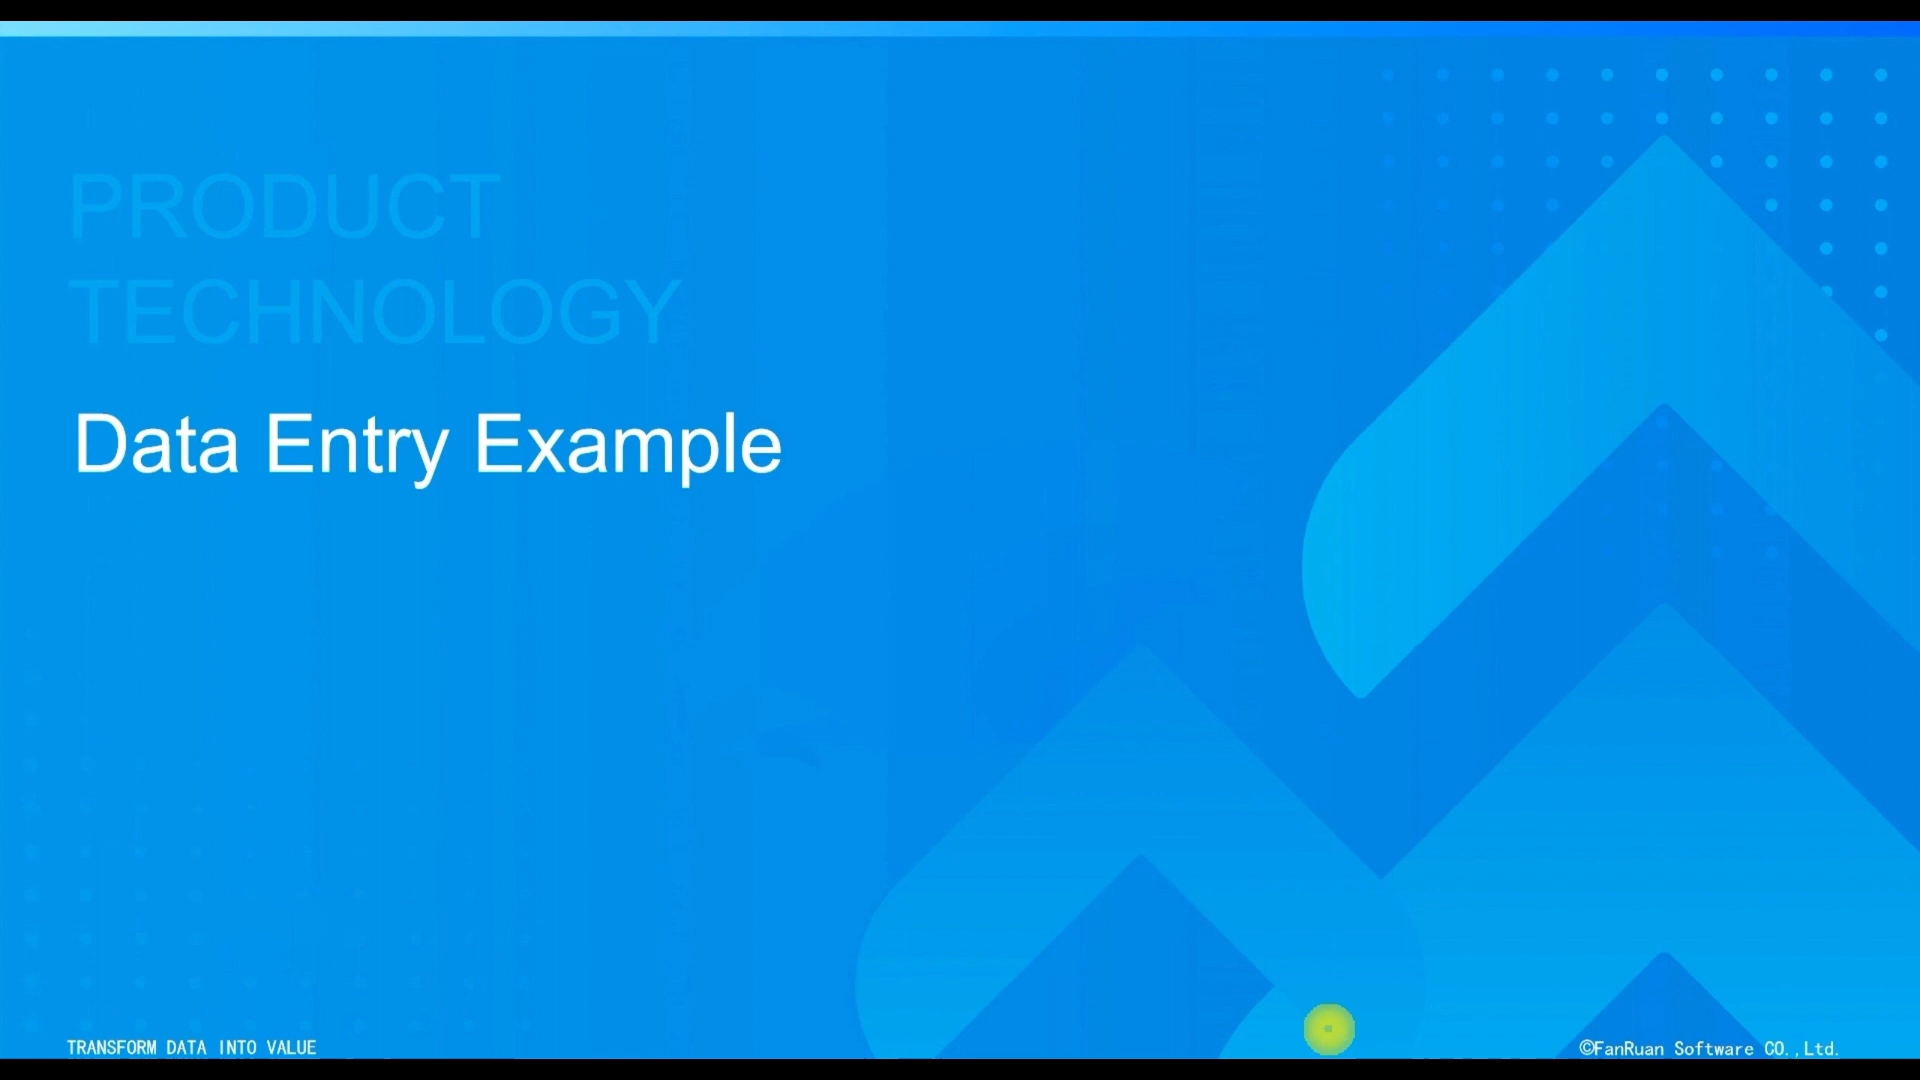 PRODUCT
TECHNOLOGY
Data Entry Example
TRANSFORM DATA INTO VALUE
©FanRuan Software CO.,Ltd.